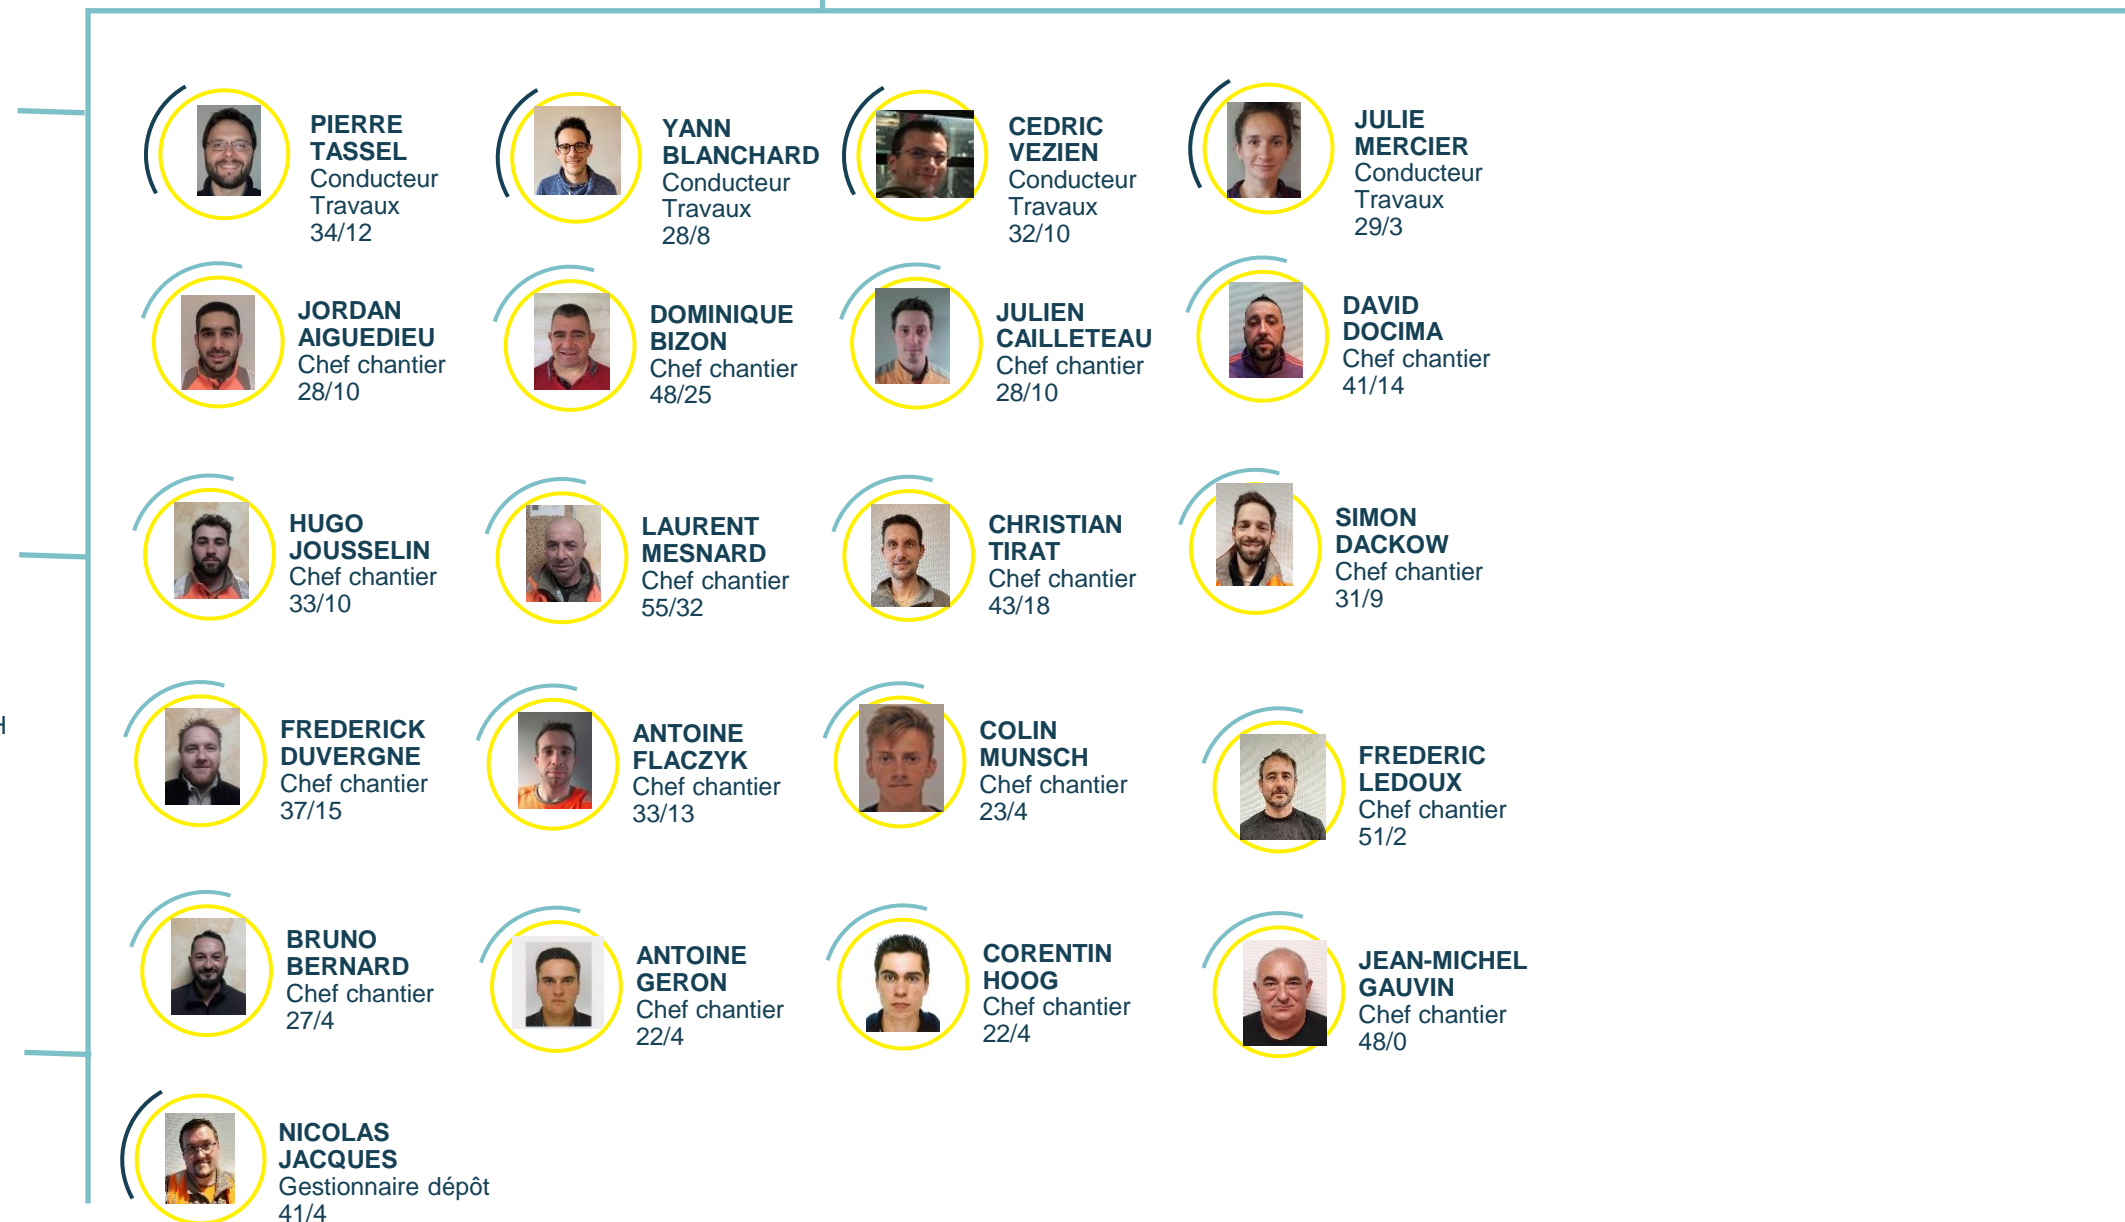 PIERRE
TASSEL
Conducteur
Travaux
34/12
YANN
BLANCHARD
Conducteur
Travaux
28/8
CEDRIC
VEZIEN
Conducteur
Travaux
32/10
JULIE
MERCIER
Conducteur
Travaux
29/3
JORDAN
AIGUEDIEU
Chef chantier
28/10
DOMINIQUE
BIZON
Chef chantier
48/25
JULIEN
CAILLETEAU
Chef chantier
28/10
DAVID
DOCIMA
Chef chantier
41/14
HUGO
JOUSSELIN
Chef chantier
33/10
LAURENT
MESNARD
Chef chantier
55/32
CHRISTIAN
TIRAT
Chef chantier
43/18
SIMON
DACKOW
Chef chantier
31/9
H
FREDERICK
DUVERGNE
Chef chantier
37/15
ANTOINE
FLACZYK
Chef chantier
33/13
COLIN
MUNSCH
Chef chantier
23/4
FREDERIC
LEDOUX
Chef chantier
51/2
BRUNO
BERNARD
Chef chantier
27/4
ANTOINE
GERON
Chef chantier
22/4
CORENTIN
HOOG
Chef chantier
22/4
JEAN-MICHEL
GAUVIN
Chef chantier
48/0
NICOLAS
JACQUES
Gestionnaire dépôt
41/4